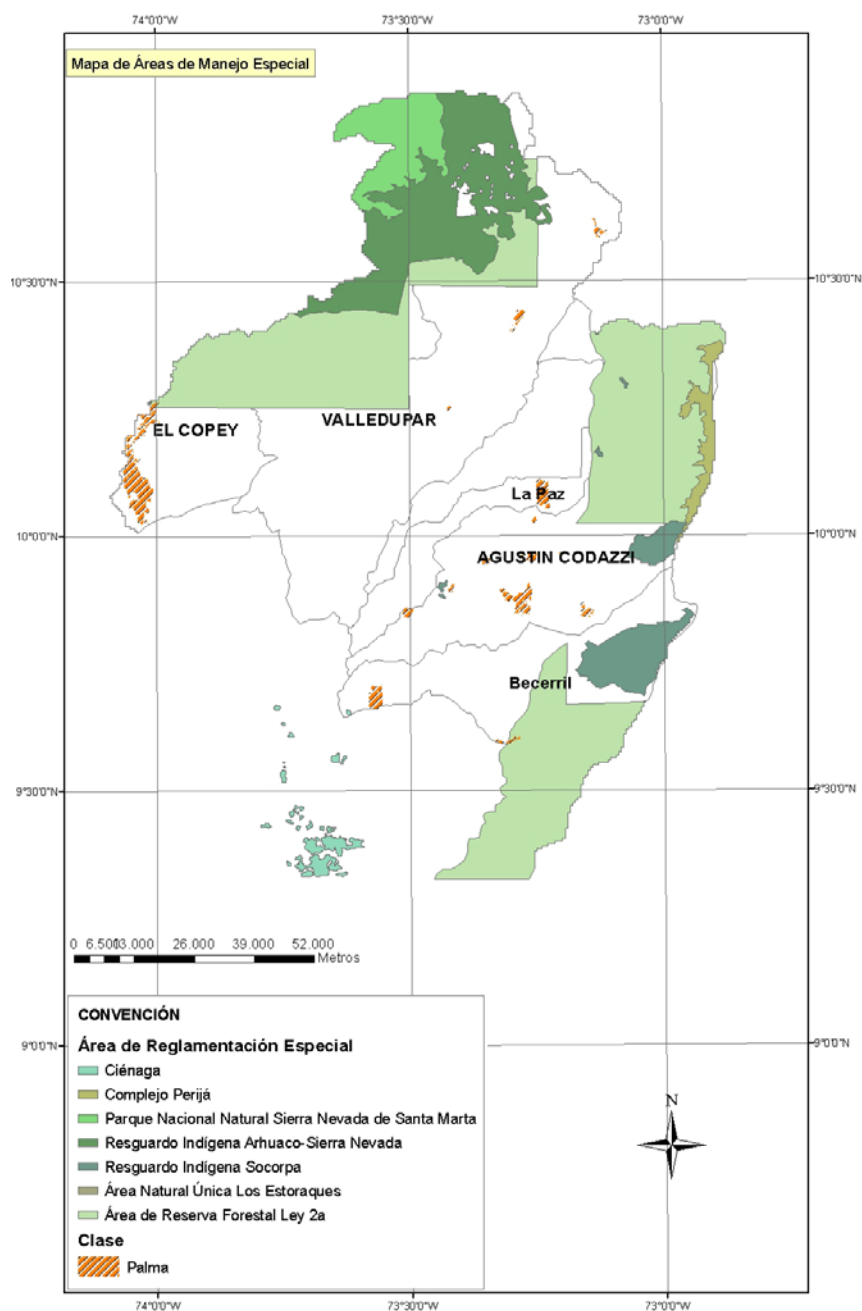 74°0'0"W 73°30'0"W 73°0'0"W
Mapa de Áreas de Manejo Especial
10°30'0"N 10°30'0"N
EL COPEY
VALLEDUPAR
La Paz
10°0'0"N 10°0'0"N
AGUSTIN CODAZZI
Becerril
9°30'0"N 9°30'0"N
0 6.50013.000 26.000 39.000 52.000
Metros
CONVENCIÓN
Área de Reglamentación Especial
9°0'0"N 9°0'0"N
Ciénaga
Complejo Perijá
Parque Nacional Natural Sierra Nevada de Santa Marta
N
Resguardo Indígena Arhuaco-Sierra Nevada
Resguardo Indígena Socorpa
Área Natural Única Los Estoraques
Área de Reserva Forestal Ley 2a
Clase
Palma
74°0'0"W 73°30'0"W 73°0'0"W